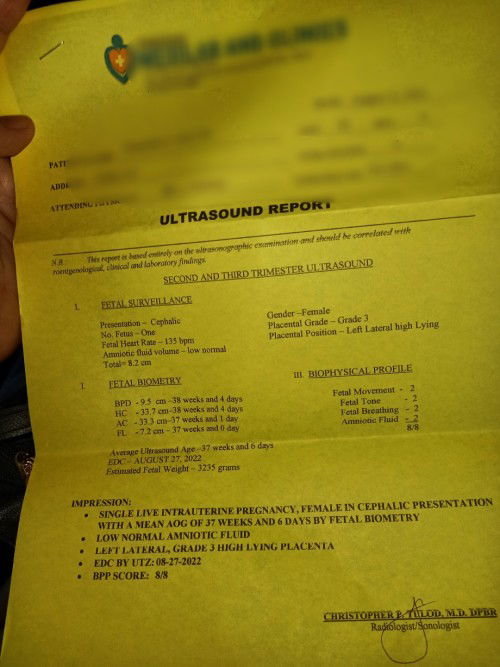 ULTRASOUND REPORT
N.B: This report is based entirely on the ultrasonographic examination and should be correlated with
roentgenological, clinical and laboratory findings.
SECOND AND THIRD TRIMESTER ULTRASOUND
I. FETAL SURVEILLANCE
Presentation – Cephalic
No. Fetus – One
Fetal Heart Rate – 135 bpm
Amniotic fluid volume – low normal
Total= 8.2 cm
Gender –Female
Placental Grade – Grade 3
Placental Position – Left Lateral high Lying
I. FETAL BIOMETRY
BPD - 9.5 cm –38 weeks and 4 days
HC - 33.7 cm–38 weeks and 4 days
AC - 33.3 cm–37 weeks and 1 day
FL –7.2 cm – 37 weeks and 0 day
Average Ultrasound Age –37 weeks and 6 days
EDC– AUGUST 27, 2022
Estimated Fetal Weight – 3235 grams
III. BIOPHYSICAL PROFILE
Fetal Movement - 2
Fetal Tone - 2
Fetal Breathing - 2
Amniotic Fluid - 2
8/8
IMPRESSION:
• SINGLE LIVE INTRAUTERINE PREGNANCY, FEMALE IN CEPHALIC PRESENTATION
WITH A MEAN AOG OF 37 WEEKS AND 6 DAYS BY FETAL BIOMETRY
• LOW NORMAL AMNIOTIC FLUID
• LEFT LATERAL, GRADE 3 HIGH LYING PLACENTA
• EDC BY UTZ: 08-27-2022
• BPP SCORE: 8/8
CHRISTOPHER P. TULOD, M.D. DPBR
Radiologist/Sonologist